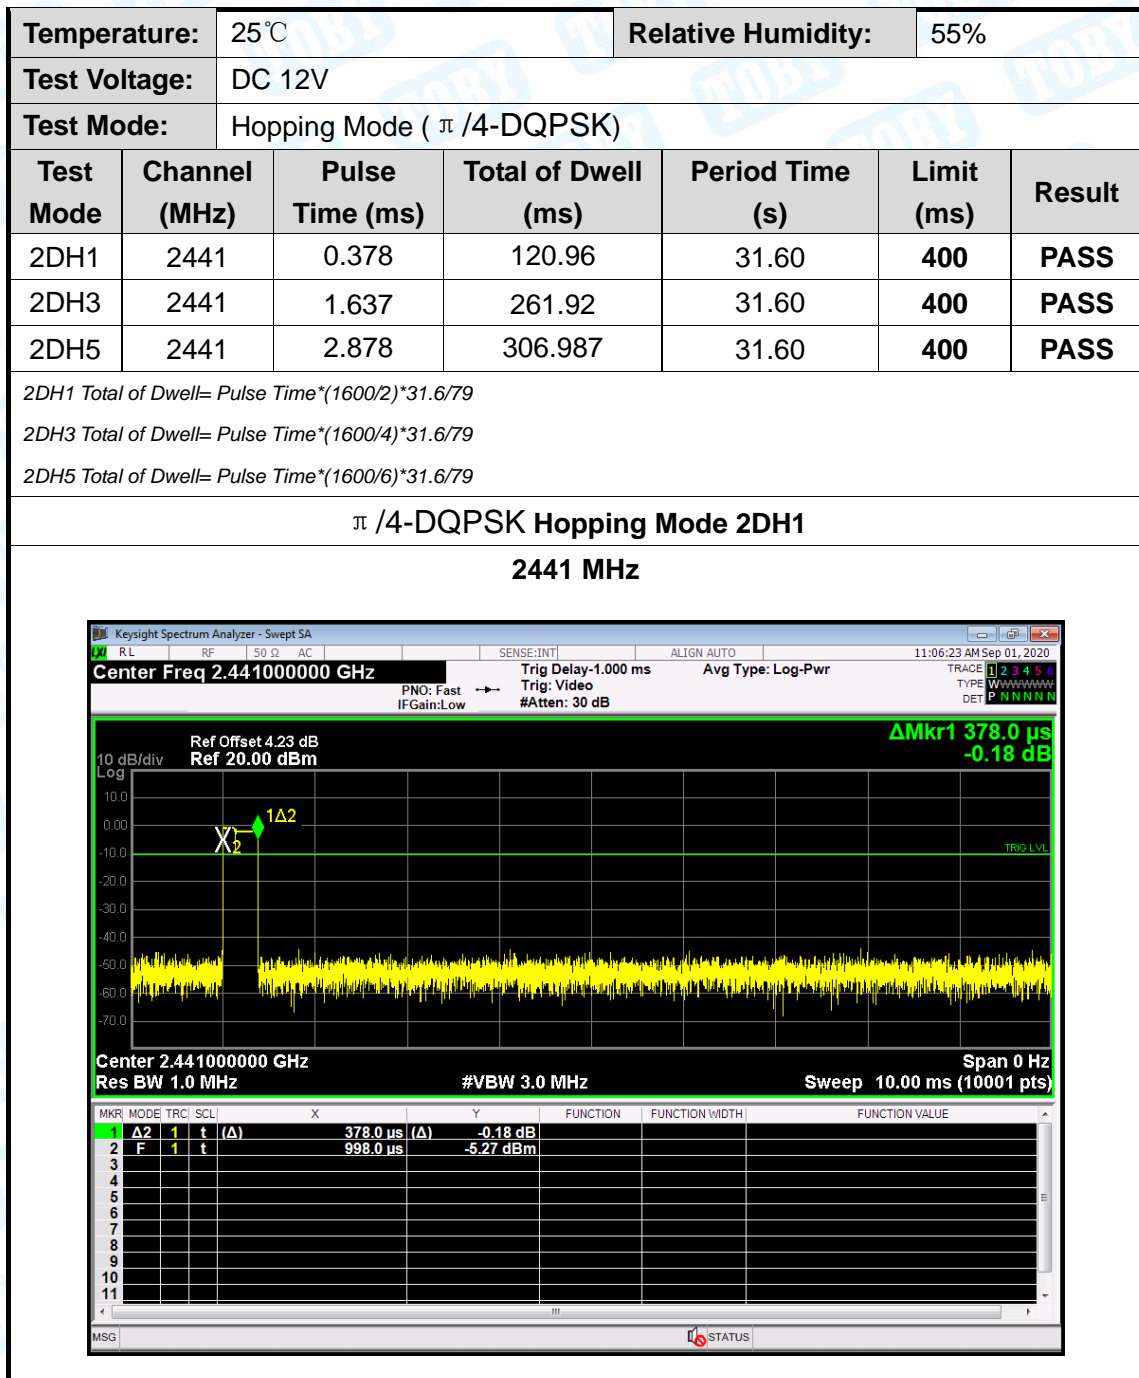 Temperature: 25℃ Relative Humidity: 55%
Test Voltage: DC 12V
Test Mode: Hopping Mode ( π /4-DQPSK)
Test Mode Channel (MHz) Pulse Time (ms) Total of Dwell (ms) Period Time (s) Limit (ms) Result
2DH1 2441 0.378 120.96 31.60 400 PASS
2DH3 2441 1.637 261.92 31.60 400 PASS
2DH5 2441 2.878 306.987 31.60 400 PASS
2DH1 Total of Dwell= Pulse Time*(1600/2)*31.6/79
2DH3 Total of Dwell= Pulse Time*(1600/4)*31.6/79
2DH5 Total of Dwell= Pulse Time*(1600/6)*31.6/79
π /4-DQPSK Hopping Mode 2DH1
2441 MHz
Keysight Spectrum Analyzer - Swept SA
LXI RL RF 50 Ω AC SENSE:INT ALIGN AUTO 11:06:23 AM Sep 01, 2020
Center Freq 2.441000000 GHz Trig Delay-1.000 ms Avg Type: Log-Pwr TRACE 1 2 3 4 5 6
PNO: Fast Trig: Video TYPE WWWWWWW
IFGain:Low #Atten: 30 dB DET P N N N N N
ΔMkr1 378.0 µs
Ref Offset 4.23 dB -0.18 dB
10 dB/div Ref 20.00 dBm
Log
10.0
1Δ2
0.00
2
-10.0
TRIG LVL
-20.0
-30.0
-40.0
-50.0
-60.0
-70.0
Center 2.441000000 GHz Span 0 Hz
Res BW 1.0 MHz #VBW 3.0 MHz Sweep 10.00 ms (10001 pts)
MKR MODE TRC SCL X Y FUNCTION FUNCTION WIDTH FUNCTION VALUE
1 Δ2 1 t (Δ) 378.0 µs (Δ) -0.18 dB
2 F 1 t 998.0 µs -5.27 dBm
3
4
5
6
7
8
9
10
11
MSG STATUS